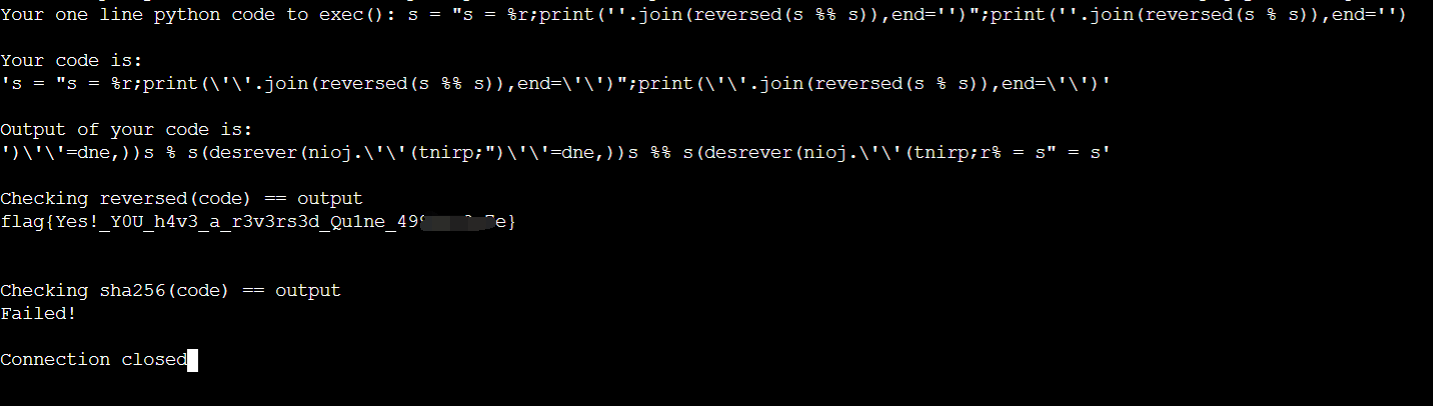 Your one line python code to exec(): s = "s = %r;print(''.join(reversed(s %% s)),end='')";print(''.join(reversed(s % s)),end='')
Your code is:
's = "s = %r;print(\'\'.join(reversed(s %% s)),end=\'\')";print(\'\'.join(reversed(s % s)),end=\'\')'
Output of your code is:
')\'\'=dne,))s % s(desrever(nioj.\'\'(tnirp;")\'\'=dne,))s %% s(desrever(nioj.\'\'(tnirp;r% = s" = s'
Checking reversed(code) == output
flag{Yes!_Y0U_h4v3_a_r3v3rs3d_Qu1ne_49 e}
Checking sha256(code) == output
Failed!
Connection closed